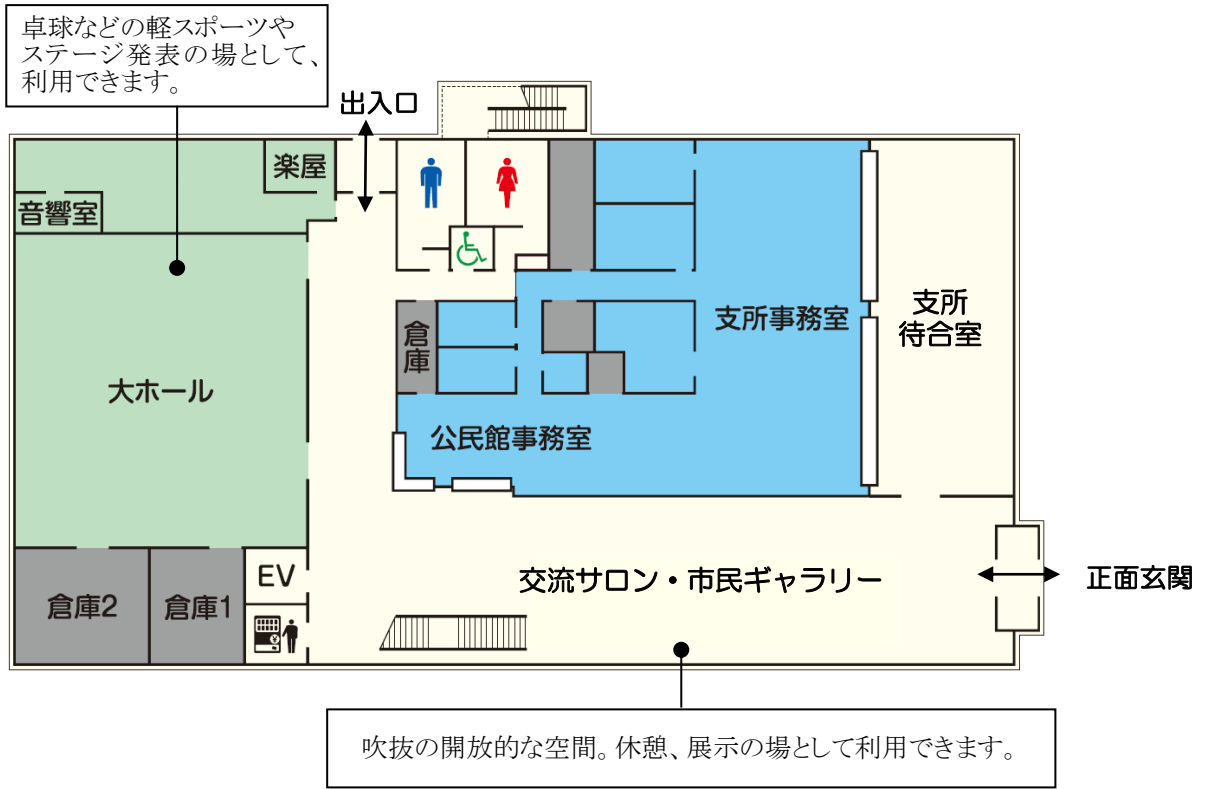 卓球などの軽スポーツや
ステージ発表の場として、
利用できます。
出入口
楽屋
音響室
支所
待合室
支所事務室
倉庫
大ホール
公民館事務室
EV
交流サロン・市民ギャラリー
正面玄関
倉庫2
倉庫1
¥
吹抜の開放的な空間。休憩、展示の場として利用できます。